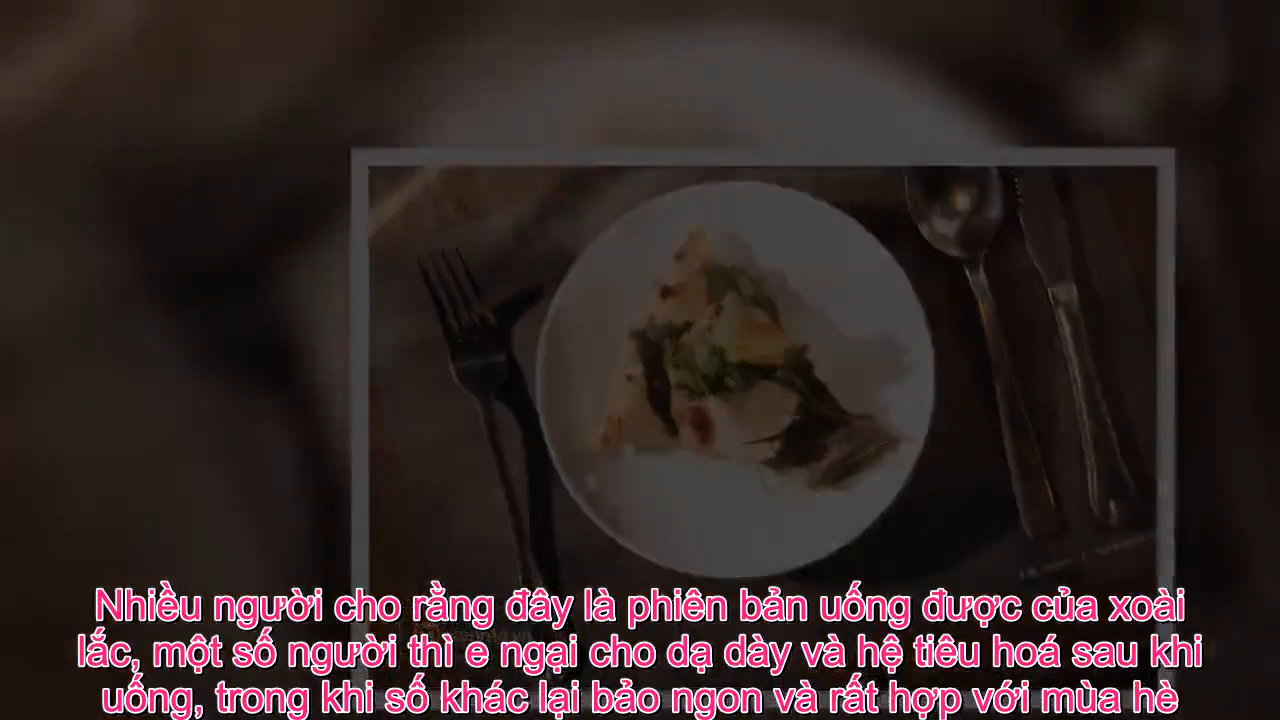 Nhiều người cho rằng đây là phiên bản uống được của xoài
lắc, một số người thì e ngại cho dạ dày và hệ tiêu hoá sau khi
uống, trong khi số khác lại bảo ngon và rất hợp với mùa hè